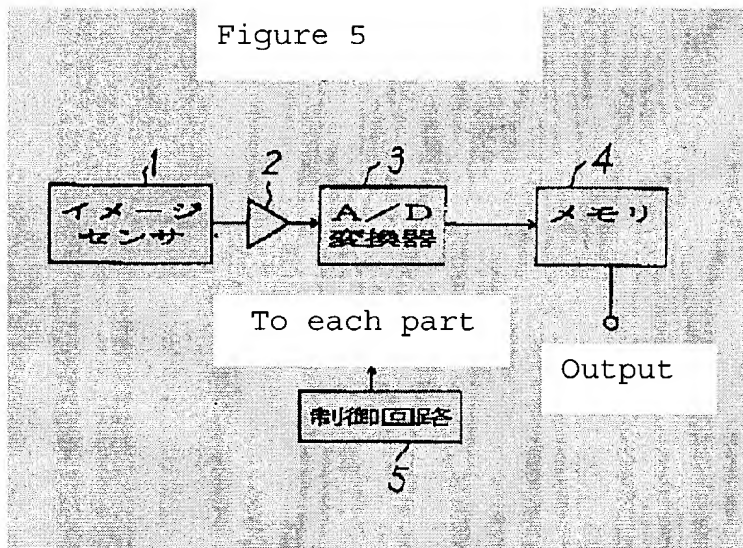 Figure 5
1
2
3
4
イメージ
センサ
A/D
変換器
メモリ
To each part
Output
制御回路
5